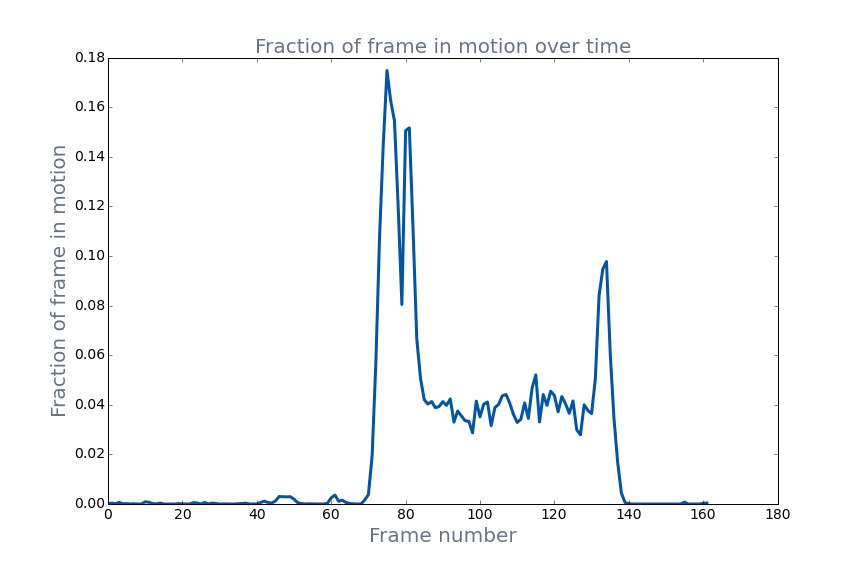 Fraction of frame in motion over time
0.18
0.16
0.14
0.12
0.10
0.08
0.06
0.04
0.02
0.00
Fraction of frame in motion
0 20 40 60 80 100 120 140 160 180
Frame number